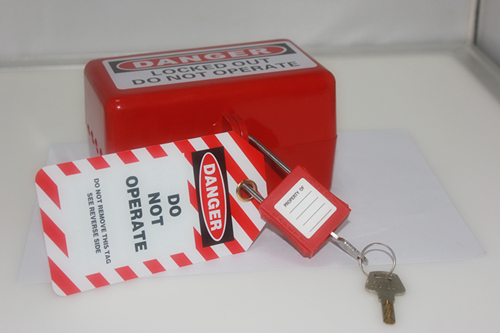 DANGER
LOCKED OUT
DO NOT OPERATE
DANGER
DO
NOT
OPERATE
DO NOT REMOVE THIS TAG
SEE REVERSE SIDE
PROPERTY OF